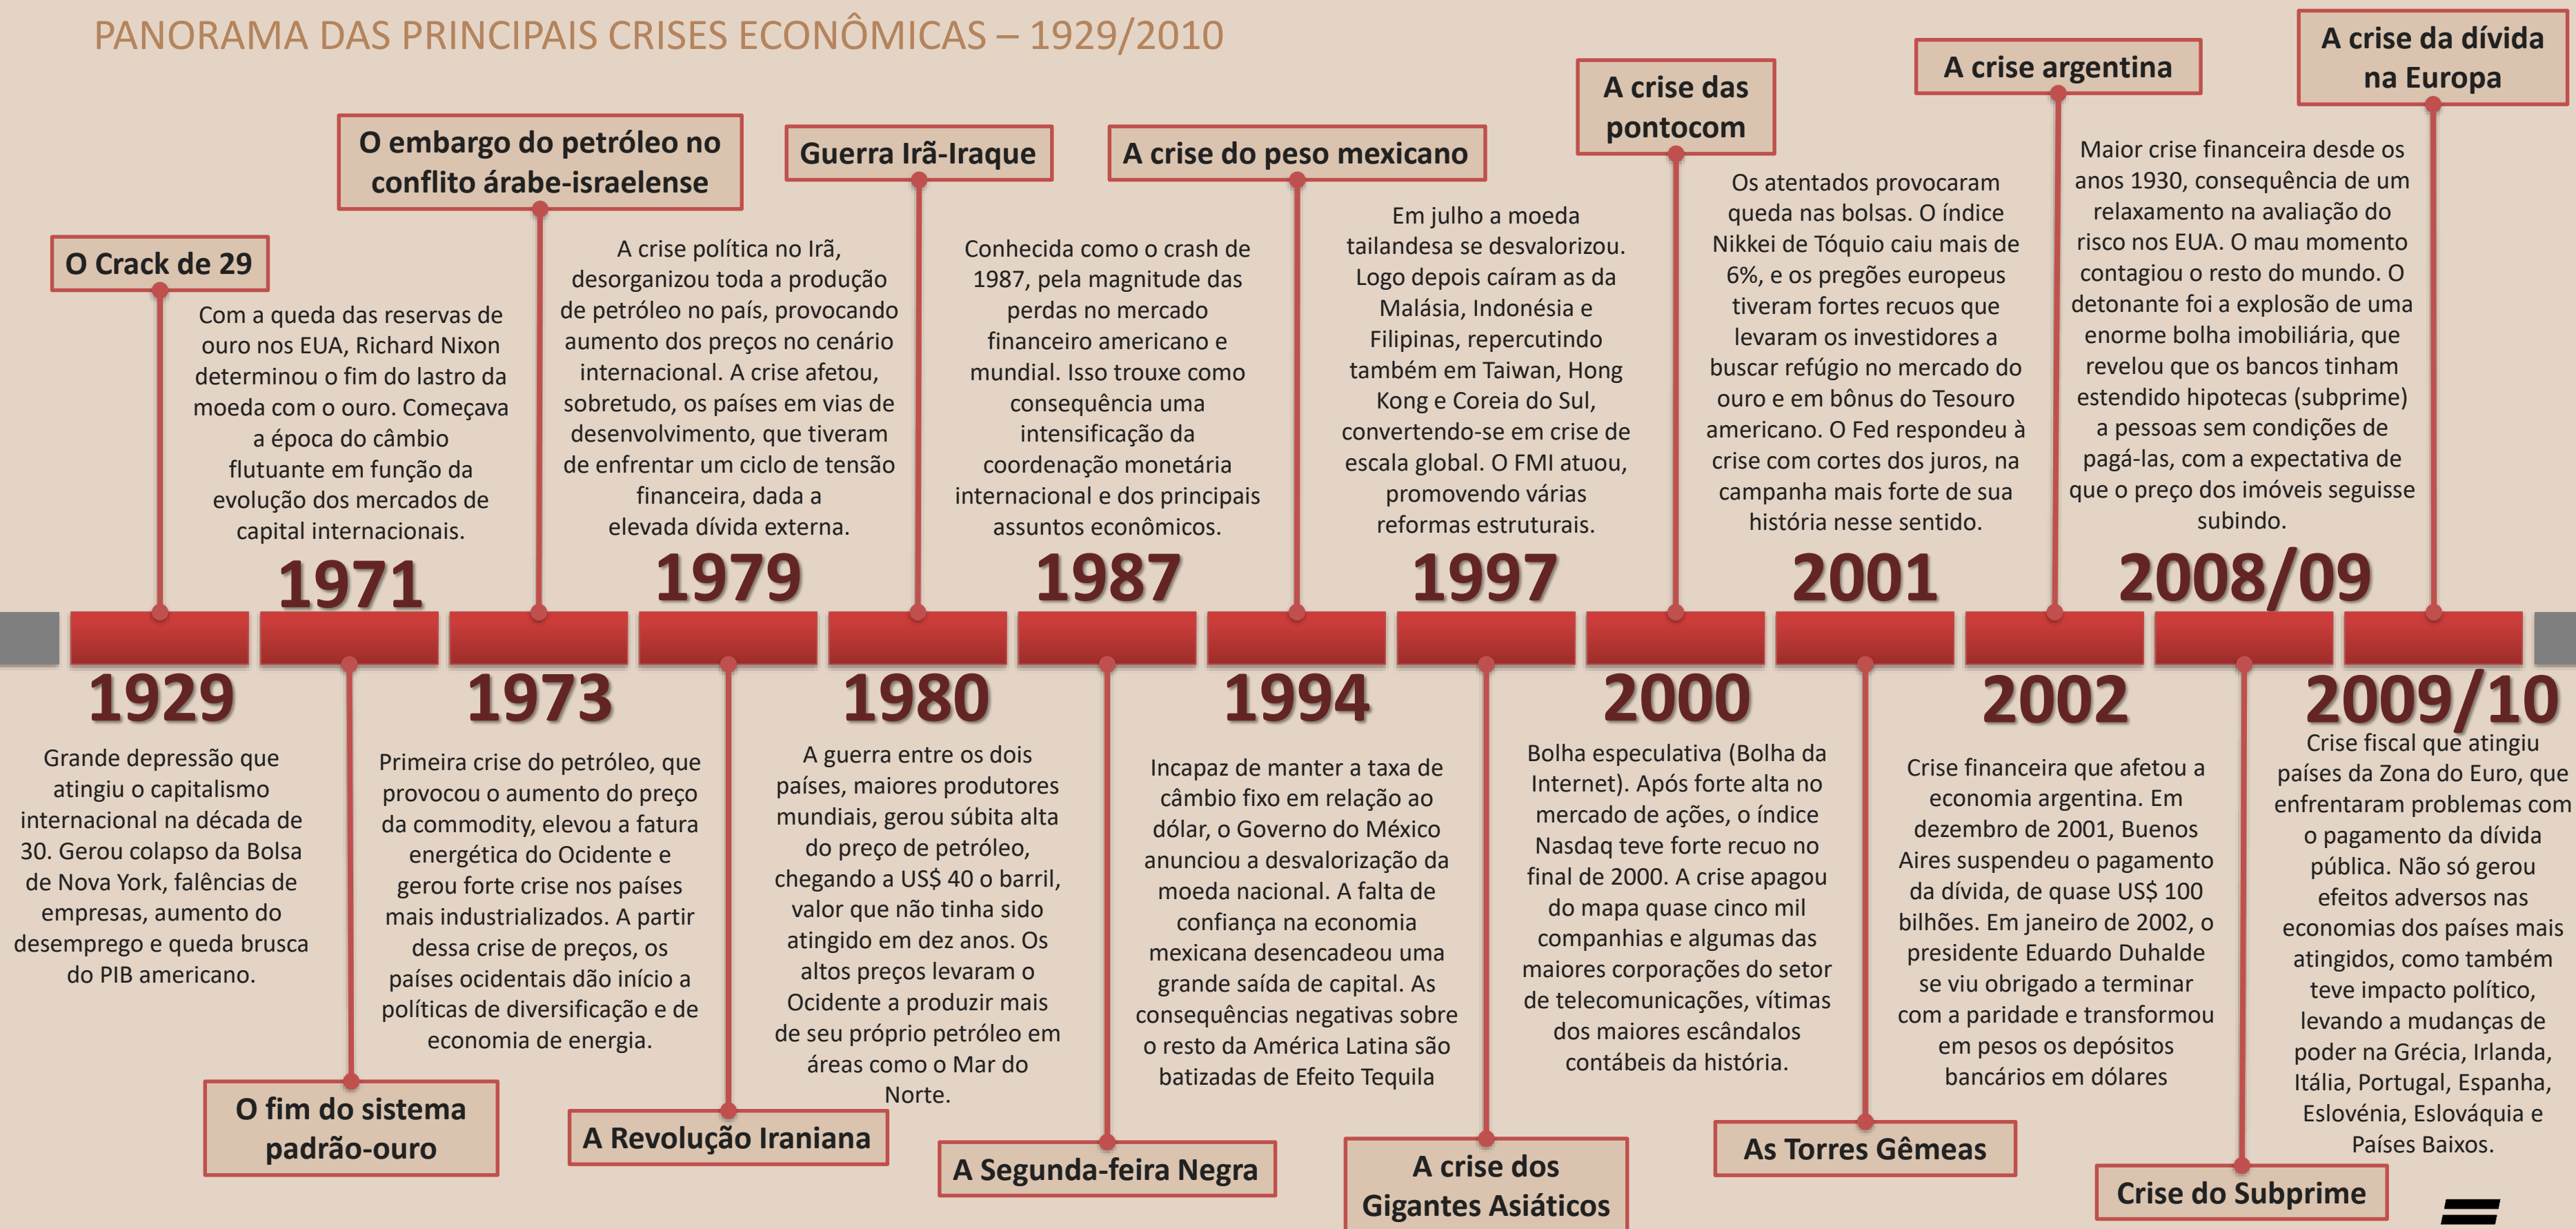 PANORAMA DAS PRINCIPAIS CRISES ECONÔMICAS – 1929/2010
O Crack de 29
1929
Grande depressão que
atingiu o capitalismo
internacional na década de
30. Gerou colapso da Bolsa
de Nova York, falências de
empresas, aumento do
desemprego e queda brusca
do PIB americano.
Com a queda das reservas de
ouro nos EUA, Richard Nixon
determinou o fim do lastro da
moeda com o ouro. Começava
a época do câmbio
flutuante em função da
evolução dos mercados de
capital internacionais.
1971
O fim do sistema
padrão-ouro
O embargo do petróleo no
conflito árabe-israelense
1973
Primeira crise do petróleo, que
provocou o aumento do preço
da commodity, elevou a fatura
energética do Ocidente e
gerou forte crise nos países
mais industrializados. A partir
dessa crise de preços, os
países ocidentais dão início a
políticas de diversificação e de
economia de energia.
A crise política no Irã,
desorganizou toda a produção
de petróleo no país, provocando
aumento dos preços no cenário
internacional. A crise afetou,
sobretudo, os países em vias de
desenvolvimento, que tiveram
de enfrentar um ciclo de tensão
financeira, dada a
elevada dívida externa.
1979
A Revolução Iraniana
Guerra Irã-Iraque
1980
A guerra entre os dois
países, maiores produtores
mundiais, gerou súbita alta
do preço de petróleo,
chegando a US$ 40 o barril,
valor que não tinha sido
atingido em dez anos. Os
altos preços levaram o
Ocidente a produzir mais
de seu próprio petróleo em
áreas como o Mar do
Norte.
Conhecida como o crash de
1987, pela magnitude das
perdas no mercado
financeiro americano e
mundial. Isso trouxe como
consequência uma
intensificação da
coordenação monetária
internacional e dos principais
assuntos econômicos.
1987
A Segunda-feira Negra
A crise do peso mexicano
1994
Incapaz de manter a taxa de
câmbio fixo em relação ao
dólar, o Governo do México
anunciou a desvalorização da
moeda nacional. A falta de
confiança na economia
mexicana desencadeou uma
grande saída de capital. As
consequências negativas sobre
o resto da América Latina são
batizadas de Efeito Tequila
Em julho a moeda
tailandesa se desvalorizou.
Logo depois caíram as da
Malásia, Indonésia e
Filipinas, repercutindo
também em Taiwan, Hong
Kong e Coreia do Sul,
convertendo-se em crise de
escala global. O FMI atuou,
promovendo várias
reformas estruturais.
1997
A crise dos
Gigantes Asiáticos
A crise das
pontocom
2000
Bolha especulativa (Bolha da
Internet). Após forte alta no
mercado de ações, o índice
Nasdaq teve forte recuo no
final de 2000. A crise apagou
do mapa quase cinco mil
companhias e algumas das
maiores corporações do setor
de telecomunicações, vítimas
dos maiores escândalos
contábeis da história.
Os atentados provocaram
queda nas bolsas. O índice
Nikkei de Tóquio caiu mais de
6%, e os pregões europeus
tiveram fortes recuos que
levaram os investidores a
buscar refúgio no mercado do
ouro e em bônus do Tesouro
americano. O Fed respondeu à
crise com cortes dos juros, na
campanha mais forte de sua
história nesse sentido.
2001
As Torres Gêmeas
A crise argentina
2002
Crise financeira que afetou a
economia argentina. Em
dezembro de 2001, Buenos
Aires suspendeu o pagamento
da dívida, de quase US$ 100
bilhões. Em janeiro de 2002, o
presidente Eduardo Duhalde
se viu obrigado a terminar
com a paridade e transformou
em pesos os depósitos
bancários em dólares
Maior crise financeira desde os
anos 1930, consequência de um
relaxamento na avaliação do
risco nos EUA. O mau momento
contagiou o resto do mundo. O
detonante foi a explosão de uma
enorme bolha imobiliária, que
revelou que os bancos tinham
estendido hipotecas (subprime)
a pessoas sem condições de
pagá-las, com a expectativa de
que o preço dos imóveis seguisse
subindo.
2008/09
Crise do Subprime
A crise da dívida
na Europa
2009/10
Crise fiscal que atingiu
países da Zona do Euro, que
enfrentaram problemas com
o pagamento da dívida
pública. Não só gerou
efeitos adversos nas
economias dos países mais
atingidos, como também
teve impacto político,
levando a mudanças de
poder na Grécia, Irlanda,
Itália, Portugal, Espanha,
Eslovénia, Eslováquia e
Países Baixos.